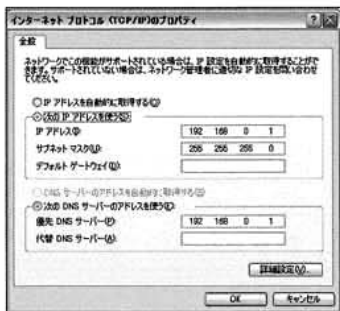 インターネット プロトコル (TCP/IP)のプロパティ
全般
ネットワークでこの機能がサポートされている場合は、IP 設定を自動的に取得することがで
きます。サポートされていない場合は、ネットワーク管理者に適切な IP 設定を問い合わせ
てください。
IP アドレスを自動的に取得する(O)
次の IP アドレスを使う(S):
IP アドレス(I):
192 168 0 1
サブネット マスク(U):
255 255 255 0
デフォルト ゲートウェイ(D):
DNS サーバーのアドレスを自動的に取得する(B)
次の DNS サーバーのアドレスを使う(E):
優先 DNS サーバー(P):
192 168 0 1
代替 DNS サーバー(A):
詳細設定(V)...
OK
キャンセル